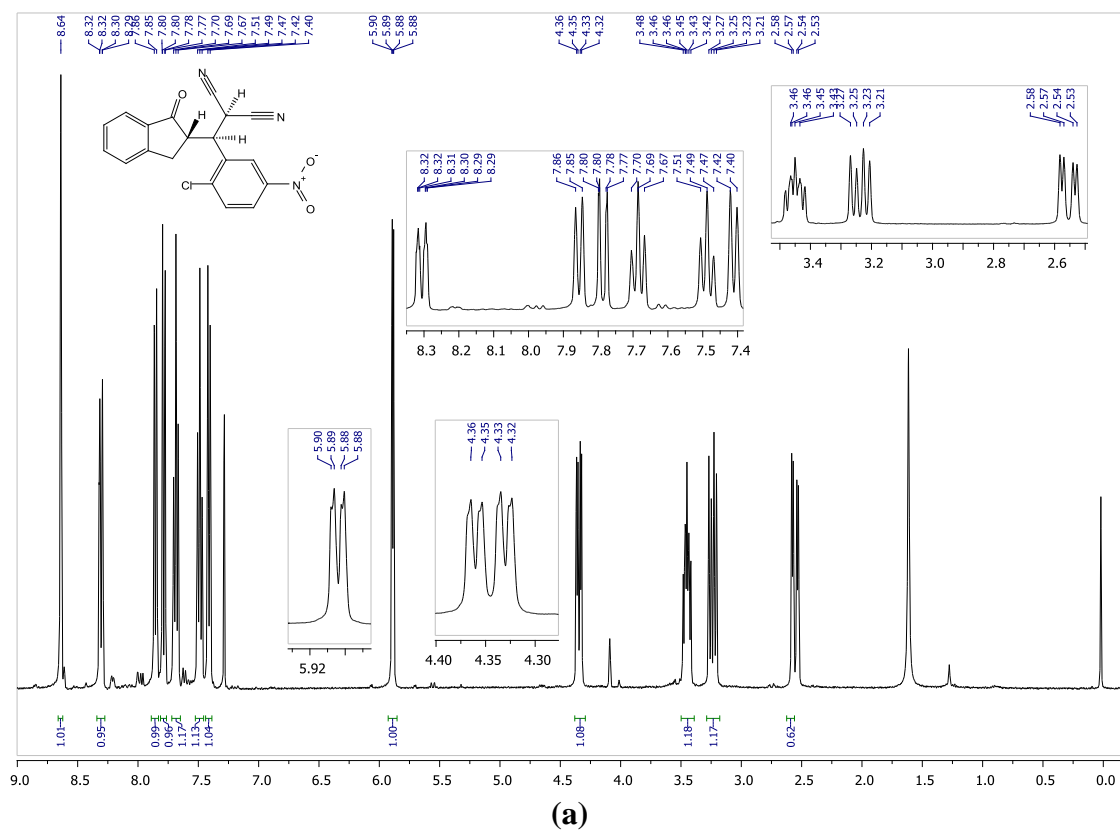 8.64 8.32 8.32 8.30 8.29 7.86 7.85 7.80 7.80 7.78 7.77 7.70 7.69 7.67 7.51 7.49 7.47 7.42 7.40 5.90 5.89 5.88 5.88 4.36 4.35 4.33 4.32 3.48 3.46 3.46 3.45 3.43 3.42 3.27 3.25 3.23 3.21 2.58 2.57 2.54 2.53
N
O
H
N
H
O-
Cl
N+
O
3.46 3.46 3.45 3.43 3.27 3.25 3.23 3.21 2.58 2.57 2.54 2.53
3.4 3.2 3.0 2.8 2.6
8.32 8.32 8.31 8.30 8.29 8.29 7.86 7.85 7.80 7.80 7.78 7.77 7.70 7.69 7.67 7.51 7.49 7.47 7.42 7.40
8.3 8.2 8.1 8.0 7.9 7.8 7.7 7.6 7.5 7.4
5.90 5.89 5.88 5.88
5.92
4.36 4.35 4.33 4.32
4.40 4.35 4.30
1.01 0.95 0.99 0.96 1.17 1.13 1.04 1.00 1.08 1.18 1.17 0.62
9.0 8.5 8.0 7.5 7.0 6.5 6.0 5.5 5.0 4.5 4.0 3.5 3.0 2.5 2.0 1.5 1.0 0.5 0.0
(a)